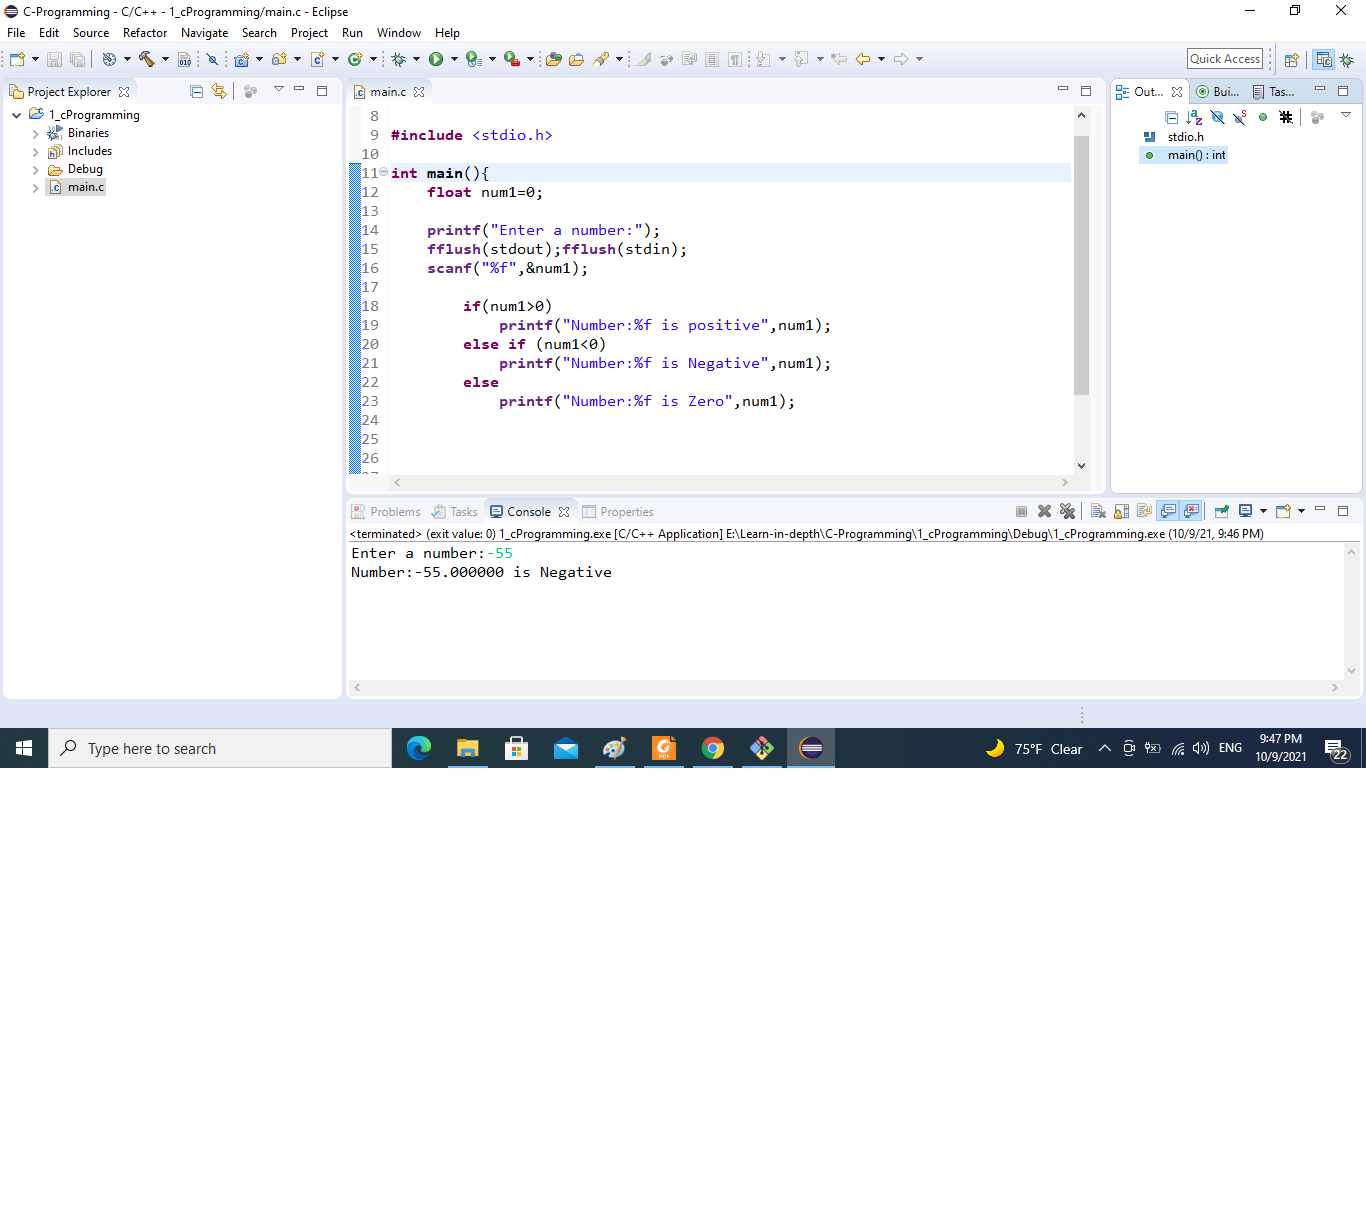 C-Programming - C/C++ - 1_cProgramming/main.c - Eclipse
File Edit Source Refactor Navigate Search Project Run Window Help
Quick Access
Project Explorer
1_cProgramming
Binaries
Includes
Debug
main.c
main.c
8
9 #include <stdio.h>
10
11 int main(){
12 float num1=0;
13
14 printf("Enter a number:");
15 fflush(stdout);fflush(stdin);
16 scanf("%f",&num1);
17
18 if(num1>0)
19 printf("Number:%f is positive",num1);
20 else if (num1<0)
21 printf("Number:%f is Negative",num1);
22 else
23 printf("Number:%f is Zero",num1);
24
25
26
Out... Bui... Tas...
stdio.h
main() : int
Problems Tasks Console Properties
<terminated> (exit value: 0) 1_cProgramming.exe [C/C++ Application] E:\Learn-in-depth\C-Programming\1_cProgramming\Debug\1_cProgramming.exe (10/9/21, 9:46 PM)
Enter a number:-55
Number:-55.000000 is Negative
Type here to search
75°F Clear
ENG
9:47 PM
10/9/2021
22